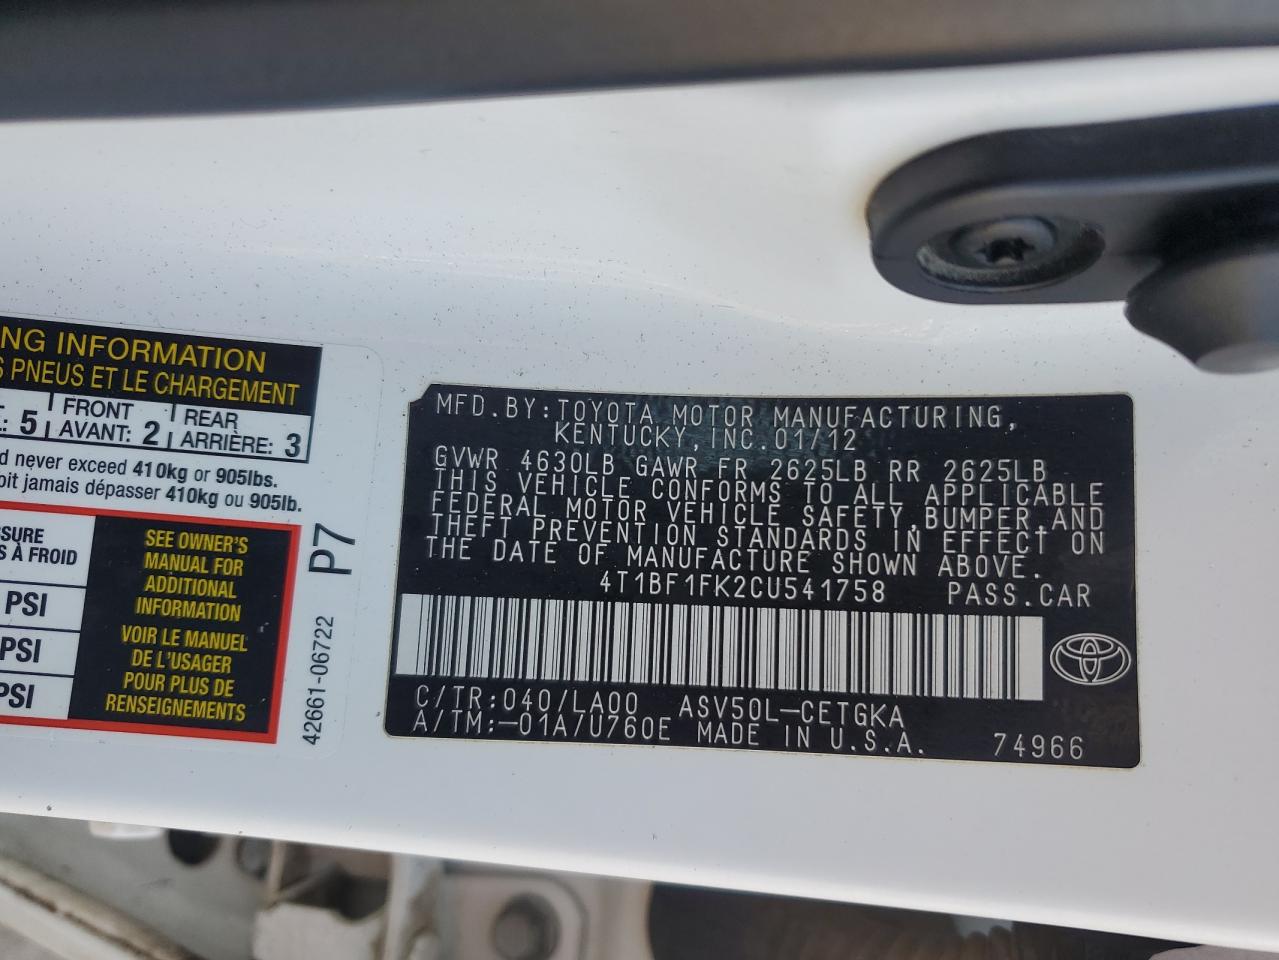 NG INFORMATION
S PNEUS ET LE CHARGEMENT
: 5 FRONT AVANT: 2 REAR ARRIÈRE: 3
d never exceed 410kg or 905lbs.
oit jamais dépasser 410kg ou 905lb.
SSURE
S À FROID
PSI
PSI
PSI
SEE OWNER'S
MANUAL FOR
ADDITIONAL
INFORMATION
VOIR LE MANUEL
DE L'USAGER
POUR PLUS DE
RENSEIGNEMENTS
P7
42661-06722
MFD.BY:TOYOTA MOTOR MANUFACTURING,
KENTUCKY,INC.01/12
GVWR 4630LB GAWR FR 2625LB RR 2625LB
THIS VEHICLE CONFORMS TO ALL APPLICABLE
FEDERAL MOTOR VEHICLE SAFETY,BUMPER,AND
THEFT PREVENTION STANDARDS IN EFFECT ON
THE DATE OF MANUFACTURE SHOWN ABOVE.
4T1BF1FK2CU541758 PASS.CAR
C/TR:040/LA00 ASV50L-CETGKA
A/TM:-01A/U760E MADE IN U.S.A. 74966